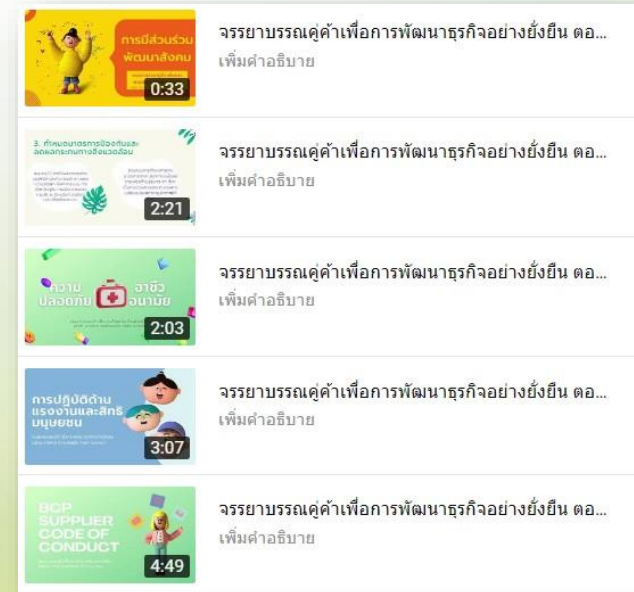 การมีส่วนร่วม
พัฒนาสังคม
0:33
จรรยาบรรณคู่ค้าเพื่อการพัฒนาธุรกิจอย่างยั่งยืน ตอ...
เพิ่มคำอธิบาย
3. กำหนดมาตรการป้องกันและ
ลดผลกระทบทางสิ่งแวดล้อม
2:21
จรรยาบรรณคู่ค้าเพื่อการพัฒนาธุรกิจอย่างยั่งยืน ตอ...
เพิ่มคำอธิบาย
ความ อาชีว
ปลอดภัย อนามัย
2:03
จรรยาบรรณคู่ค้าเพื่อการพัฒนาธุรกิจอย่างยั่งยืน ตอ...
เพิ่มคำอธิบาย
การปฏิบัติด้าน
แรงงานและสิทธิ
มนุษยชน
3:07
จรรยาบรรณคู่ค้าเพื่อการพัฒนาธุรกิจอย่างยั่งยืน ตอ...
เพิ่มคำอธิบาย
BCP
SUPPLIER
CODE OF
CONDUCT
4:49
จรรยาบรรณคู่ค้าเพื่อการพัฒนาธุรกิจอย่างยั่งยืน ตอ...
เพิ่มคำอธิบาย